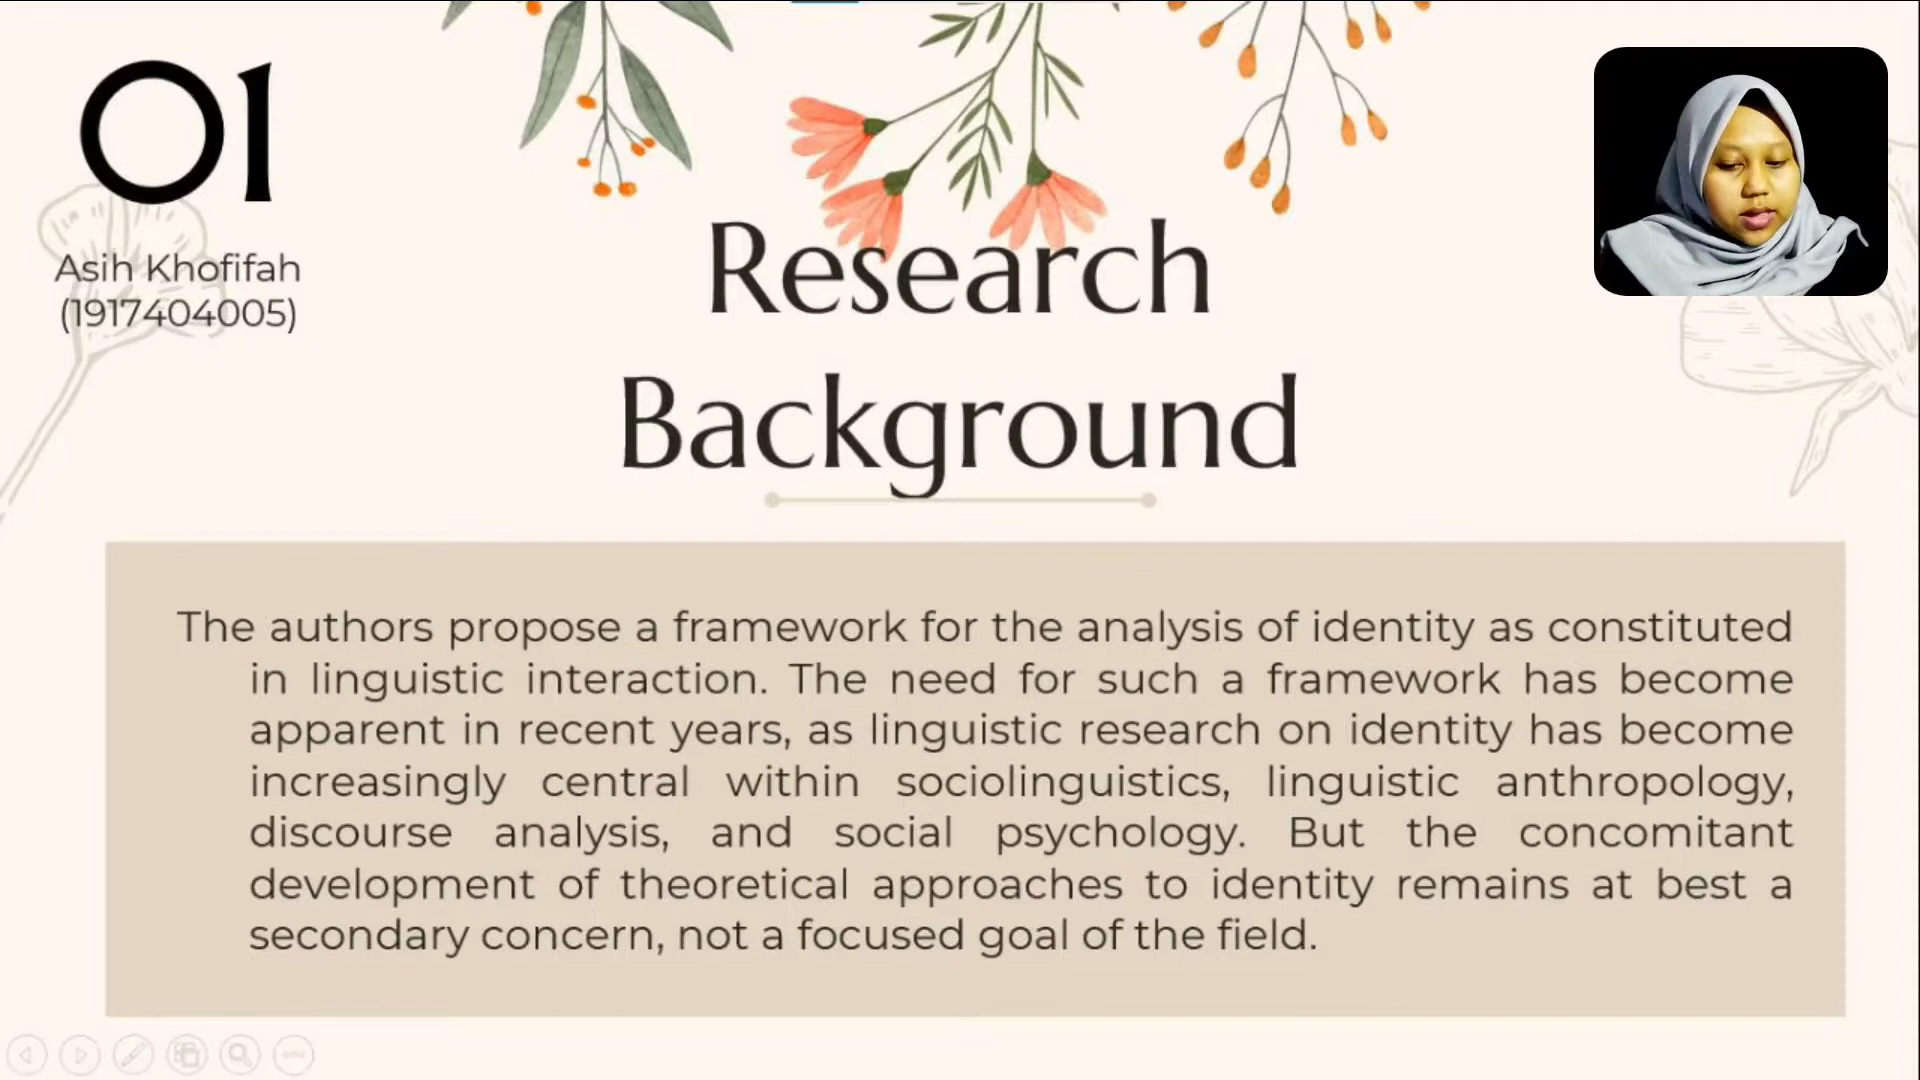 01
Asih Khofifah
(1917404005)
Research
Background
The authors propose a framework for the analysis of identity as constituted
in linguistic interaction. The need for such a framework has become
apparent in recent years, as linguistic research on identity has become
increasingly central within sociolinguistics, linguistic anthropology,
discourse analysis, and social psychology. But the concomitant
development of theoretical approaches to identity remains at best a
secondary concern, not a focused goal of the field.